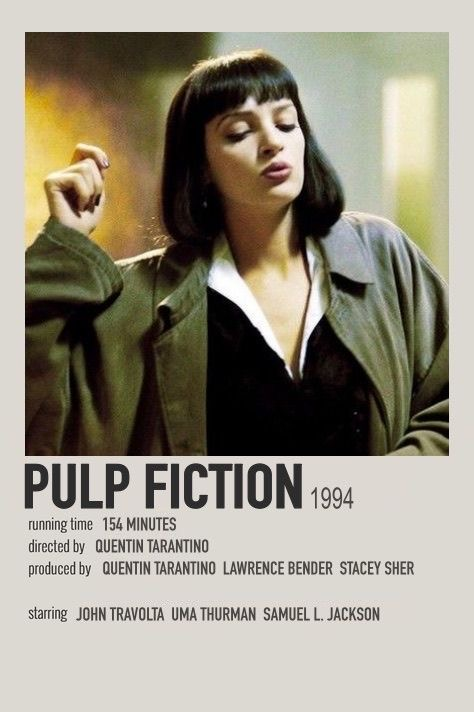 PULP FICTION 1994
running time 154 MINUTES
directed by QUENTIN TARANTINO
produced by QUENTIN TARANTINO LAWRENCE BENDER STACEY SHER
starring JOHN TRAVOLTA UMA THURMAN SAMUEL L. JACKSON